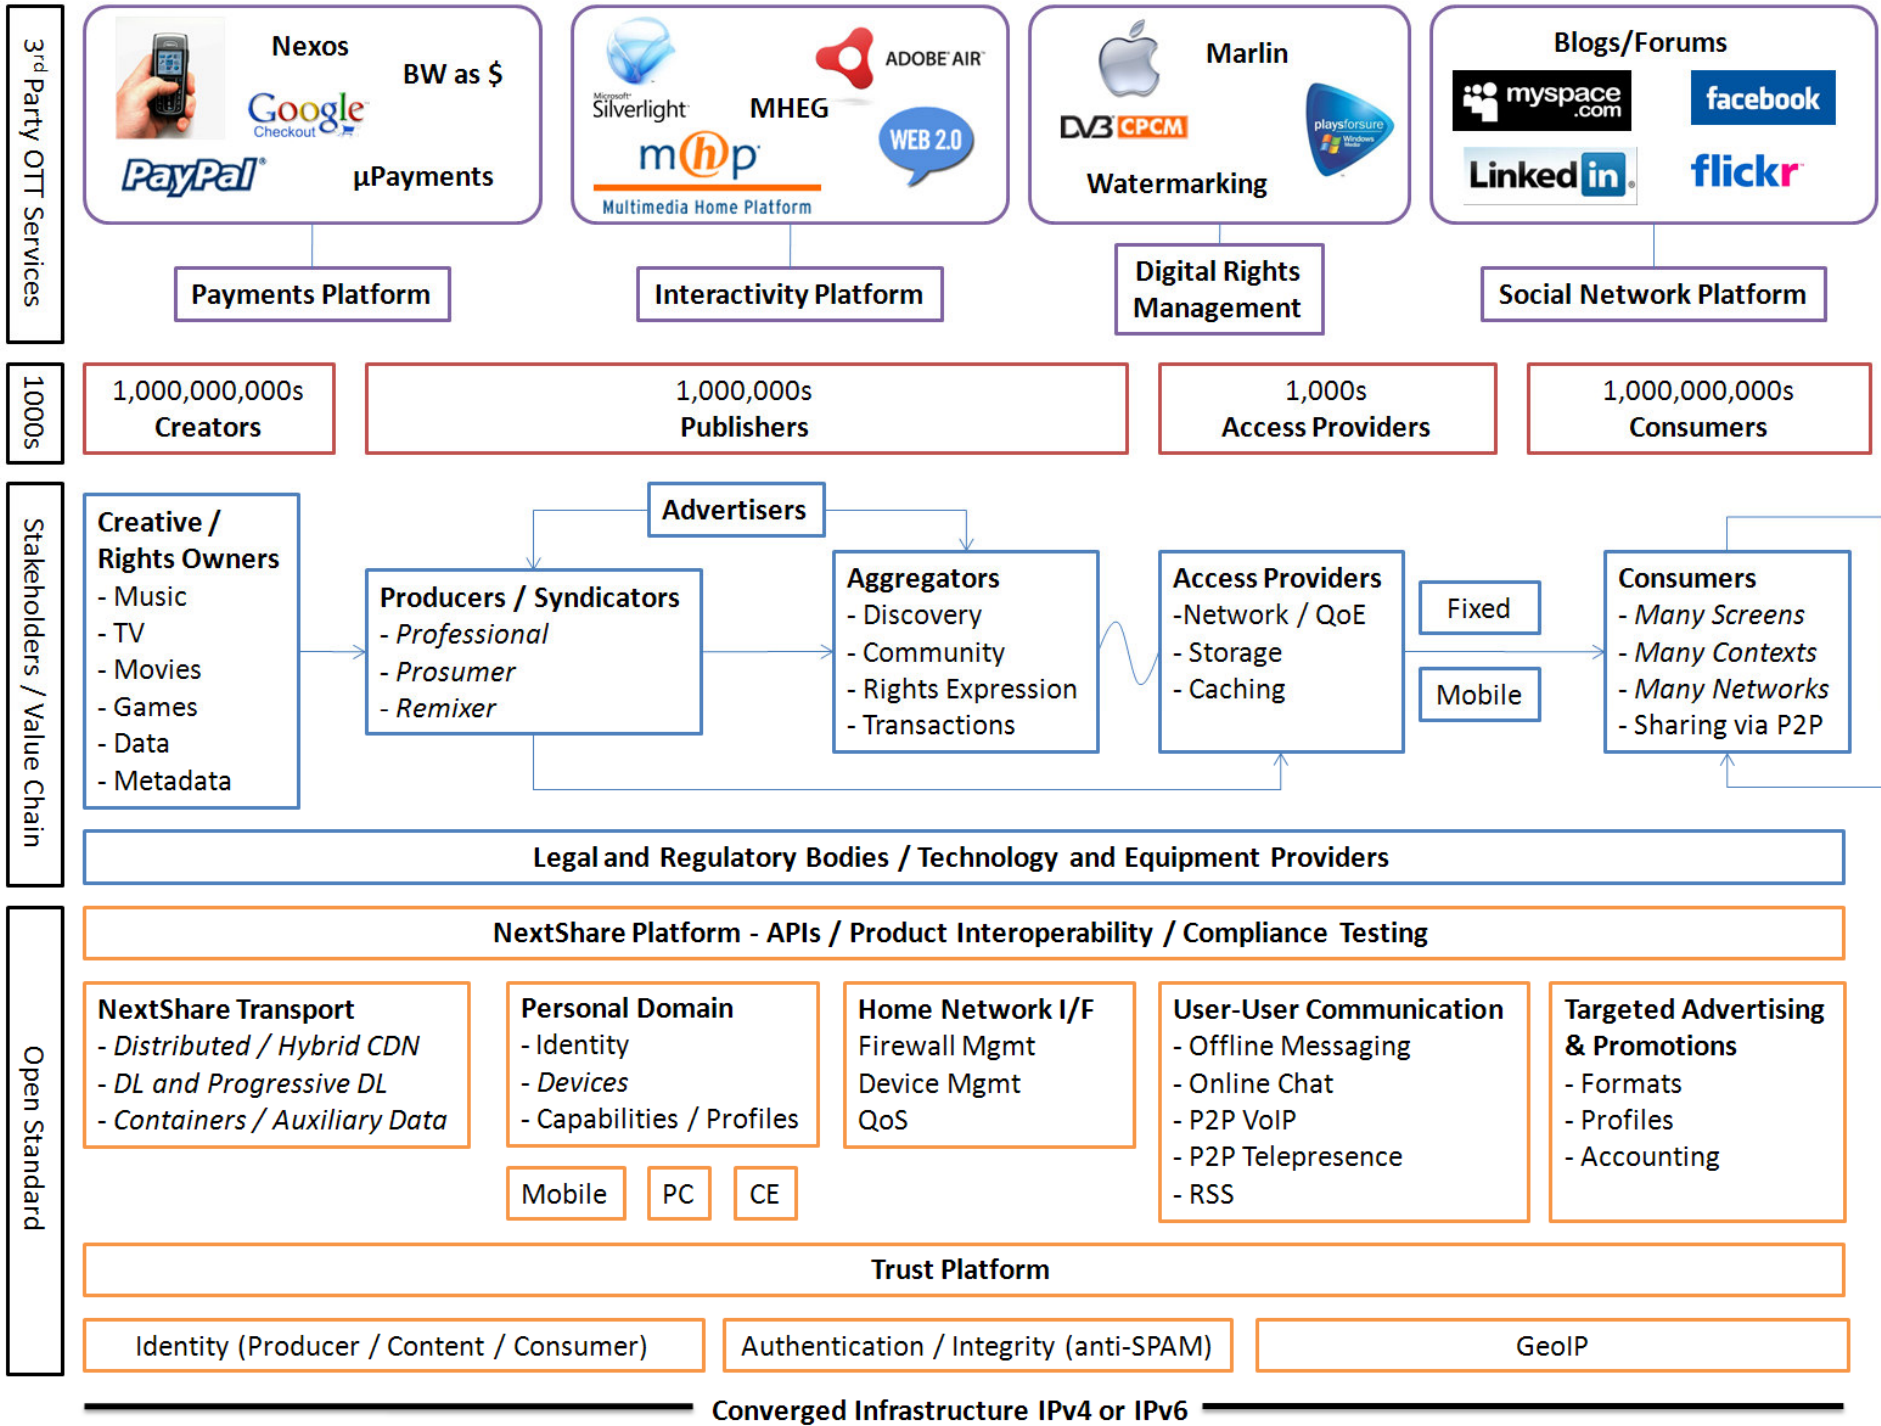 3rd Party OTT Services
Nexos
BW as $
Google™
Checkout
PayPal®
µPayments
Payments Platform
Microsoft®
Silverlight™
ADOBE® AIR™
MHEG
mhp
Multimedia Home Platform
WEB 2.0
Interactivity Platform
Marlin
DVB CPCM
playsforsure
Windows
Media
Watermarking
Digital Rights
Management
Blogs/Forums
myspace
.com
facebook
Linked in®
flickr™
Social Network Platform
1000s
1,000,000,000s
Creators
1,000,000s
Publishers
1,000s
Access Providers
1,000,000,000s
Consumers
Stakeholders / Value Chain
Creative /
Rights Owners
- Music
- TV
- Movies
- Games
- Data
- Metadata
Advertisers
Producers / Syndicators
- Professional
- Prosumer
- Remixer
Aggregators
- Discovery
- Community
- Rights Expression
- Transactions
Access Providers
-Network / QoE
- Storage
- Caching
Fixed
Mobile
Consumers
- Many Screens
- Many Contexts
- Many Networks
- Sharing via P2P
Legal and Regulatory Bodies / Technology and Equipment Providers
Open Standard
NextShare Platform - APIs / Product Interoperability / Compliance Testing
NextShare Transport
- Distributed / Hybrid CDN
- DL and Progressive DL
- Containers / Auxiliary Data
Personal Domain
- Identity
- Devices
- Capabilities / Profiles
Mobile
PC
CE
Home Network I/F
Firewall Mgmt
Device Mgmt
QoS
User-User Communication
- Offline Messaging
- Online Chat
- P2P VoIP
- P2P Telepresence
- RSS
Targeted Advertising
& Promotions
- Formats
- Profiles
- Accounting
Trust Platform
Identity (Producer / Content / Consumer)
Authentication / Integrity (anti-SPAM)
GeoIP
Converged Infrastructure IPv4 or IPv6